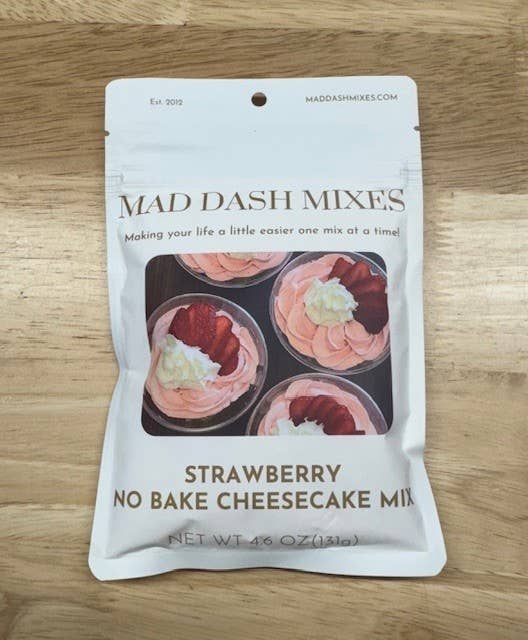 Est. 2012
MADDASHMIXES.COM
MAD DASH MIXES
Making your life a little easier one mix at a time!
STRAWBERRY
NO BAKE CHEESECAKE MIX
NET WT 4.6 OZ(131g)